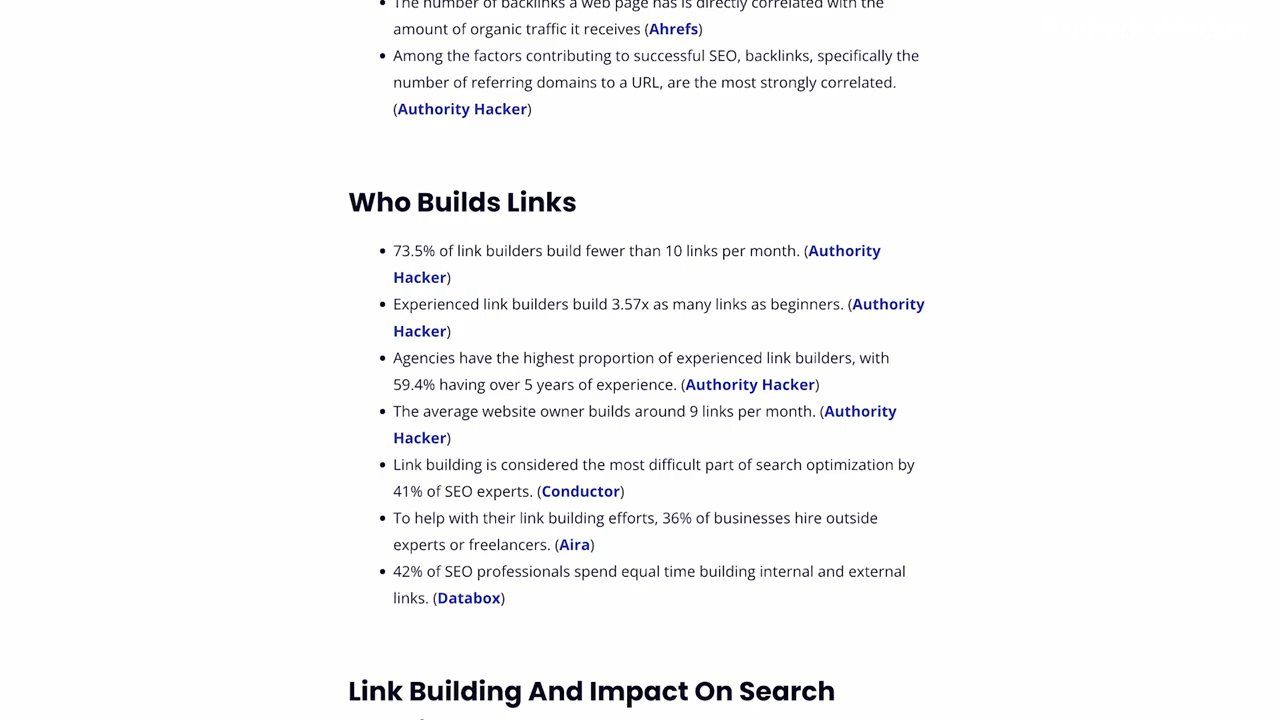 The number of backlinks a web page has is directly correlated with the
amount of organic traffic it receives (Ahrefs)
Among the factors contributing to successful SEO, backlinks, specifically the
number of referring domains to a URL, are the most strongly correlated.
(Authority Hacker)
Who Builds Links
73.5% of link builders build fewer than 10 links per month. (Authority
Hacker)
Experienced link builders build 3.57x as many links as beginners. (Authority
Hacker)
Agencies have the highest proportion of experienced link builders, with
59.4% having over 5 years of experience. (Authority Hacker)
The average website owner builds around 9 links per month. (Authority
Hacker)
Link building is considered the most difficult part of search optimization by
41% of SEO experts. (Conductor)
To help with their link building efforts, 36% of businesses hire outside
experts or freelancers. (Aira)
42% of SEO professionals spend equal time building internal and external
links. (Databox)
Link Building And Impact On Search